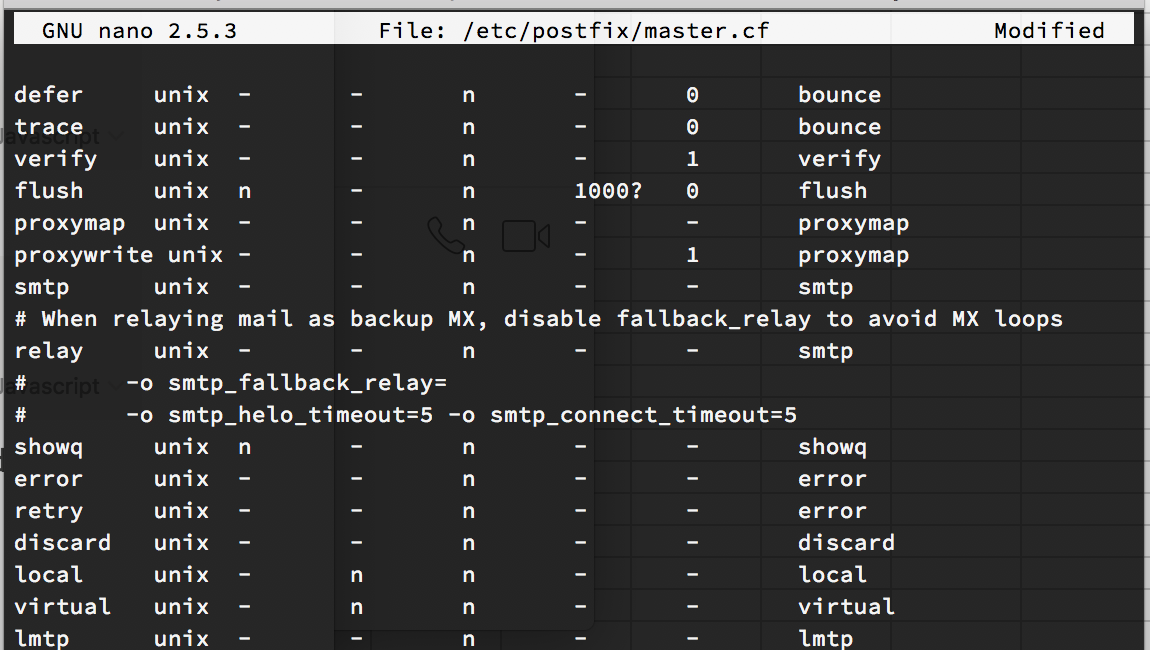 GNU nano 2.5.3 File: /etc/postfix/master.cf Modified
defer unix - - n - 0 bounce
trace unix - - n - 0 bounce
verify unix - - n - 1 verify
flush unix n - n 1000? 0 flush
proxymap unix - - n - - proxymap
proxywrite unix - - n - 1 proxymap
smtp unix - - n - - smtp
# When relaying mail as backup MX, disable fallback_relay to avoid MX loops
relay unix - - n - - smtp
# -o smtp_fallback_relay=
# -o smtp_helo_timeout=5 -o smtp_connect_timeout=5
showq unix n - n - - showq
error unix - - n - - error
retry unix - - n - - error
discard unix - - n - - discard
local unix - n n - - local
virtual unix - n n - - virtual
lmtp unix - - n - - lmtp
Javascript
Javascript